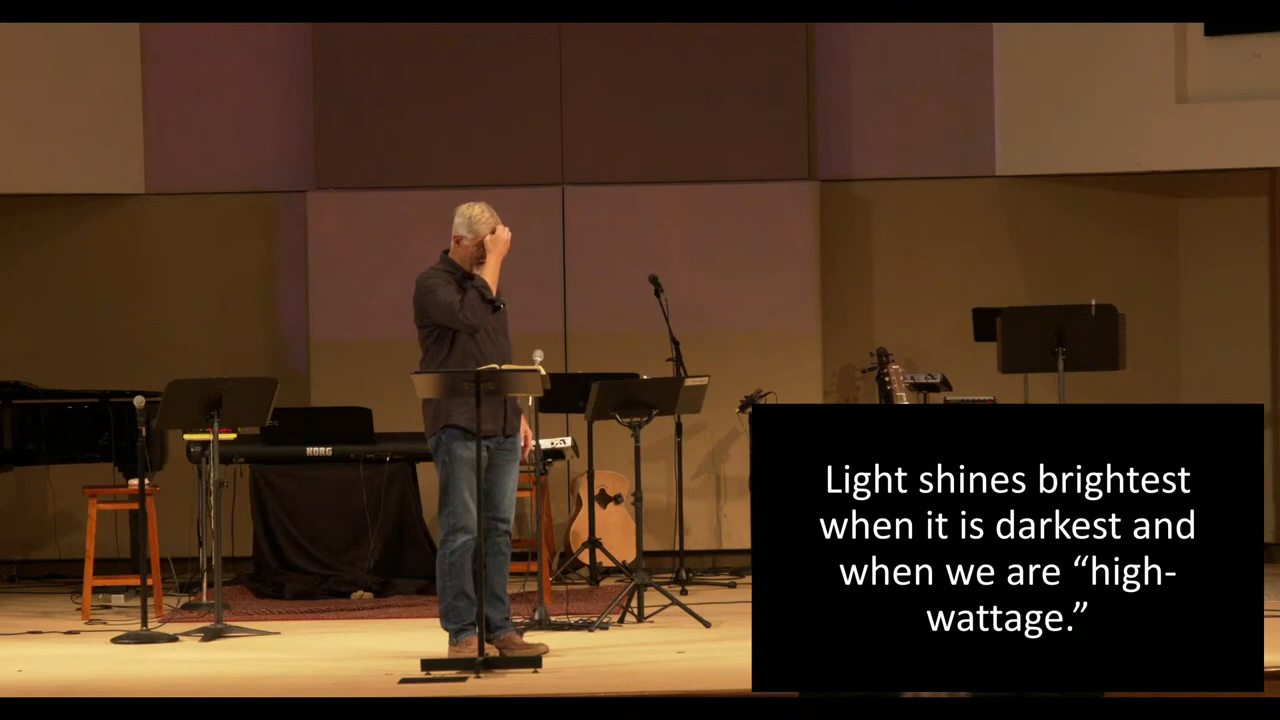 KORG
Light shines brightest
when it is darkest and
when we are “high-
wattage.”